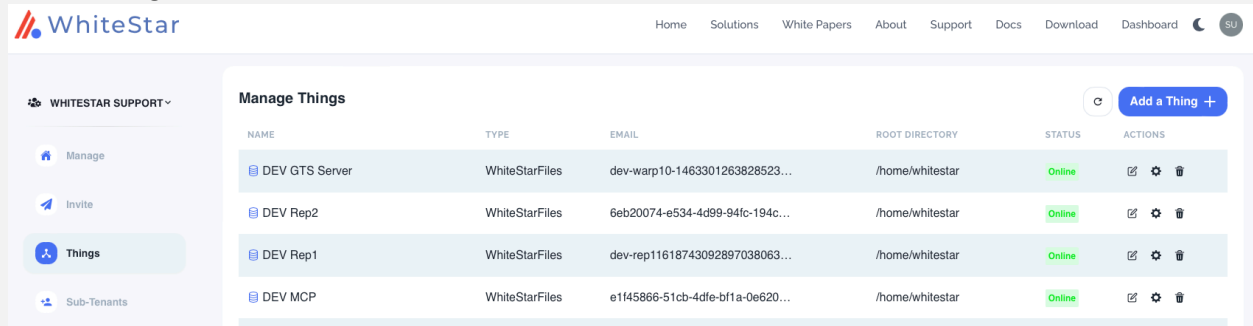 WhiteStar
Home Solutions White Papers About Support Docs Download Dashboard SU
WHITESTAR SUPPORT
Manage
Invite
Things
Sub-Tenants
Manage Things
Add a Thing +
NAME TYPE EMAIL ROOT DIRECTORY STATUS ACTIONS
DEV GTS Server WhiteStarFiles dev-warp10-1463301263828523... /home/whitestar Online
DEV Rep2 WhiteStarFiles 6eb20074-e534-4d99-94fc-194c... /home/whitestar Online
DEV Rep1 WhiteStarFiles dev-rep11618743092897038063... /home/whitestar Online
DEV MCP WhiteStarFiles e1f45866-51cb-4dfe-bf1a-0e620... /home/whitestar Online